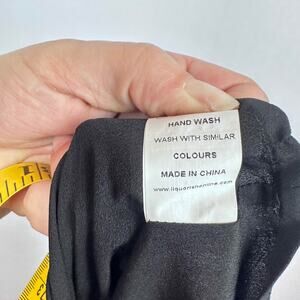 HAND WASH
WASH WITH SIMILAR
COLOURS
MADE IN CHINA
www.liquorishonline.com